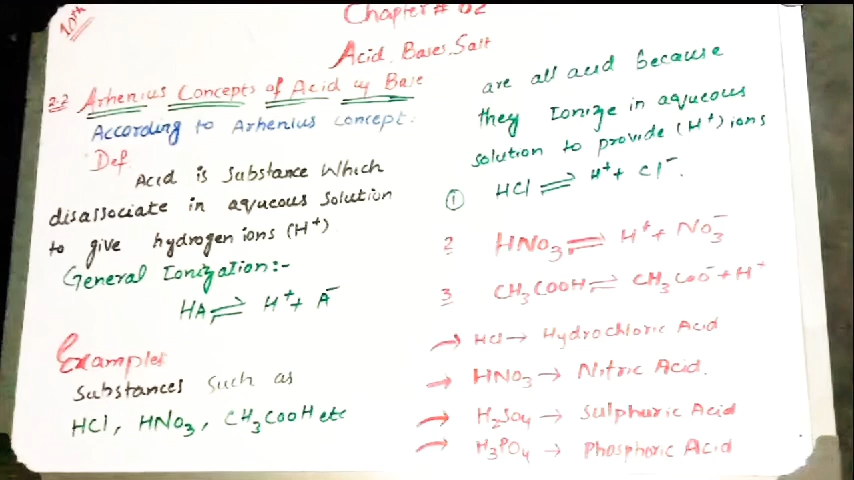 10th
Chapter # 02
Acid, Bases, Salt
2.2 Arhenius Concepts of Acid & Base
According to Arhenius concept.
Def
Acid is substance which
disassociate in aqueous solution
to give hydrogen ions (H⁺)
General Ionization:-
HA ⇌ H⁺ + A⁻
Examples
Substances such as
HCl, HNO₃, CH₃COOH etc
are all acid because
they Ionize in aqueous
solution to provide (H⁺) ions
① HCl ⇌ H⁺ + Cl⁻.
2 HNO₃ ⇌ H⁺ + NO₃⁻
3 CH₃COOH ⇌ CH₃COO⁻ + H⁺
→ HCl → Hydrochloric Acid
→ HNO₃ → Nitric Acid.
→ H₂SO₄ → Sulphuric Acid
→ H₃PO₄ → Phosphoric Acid